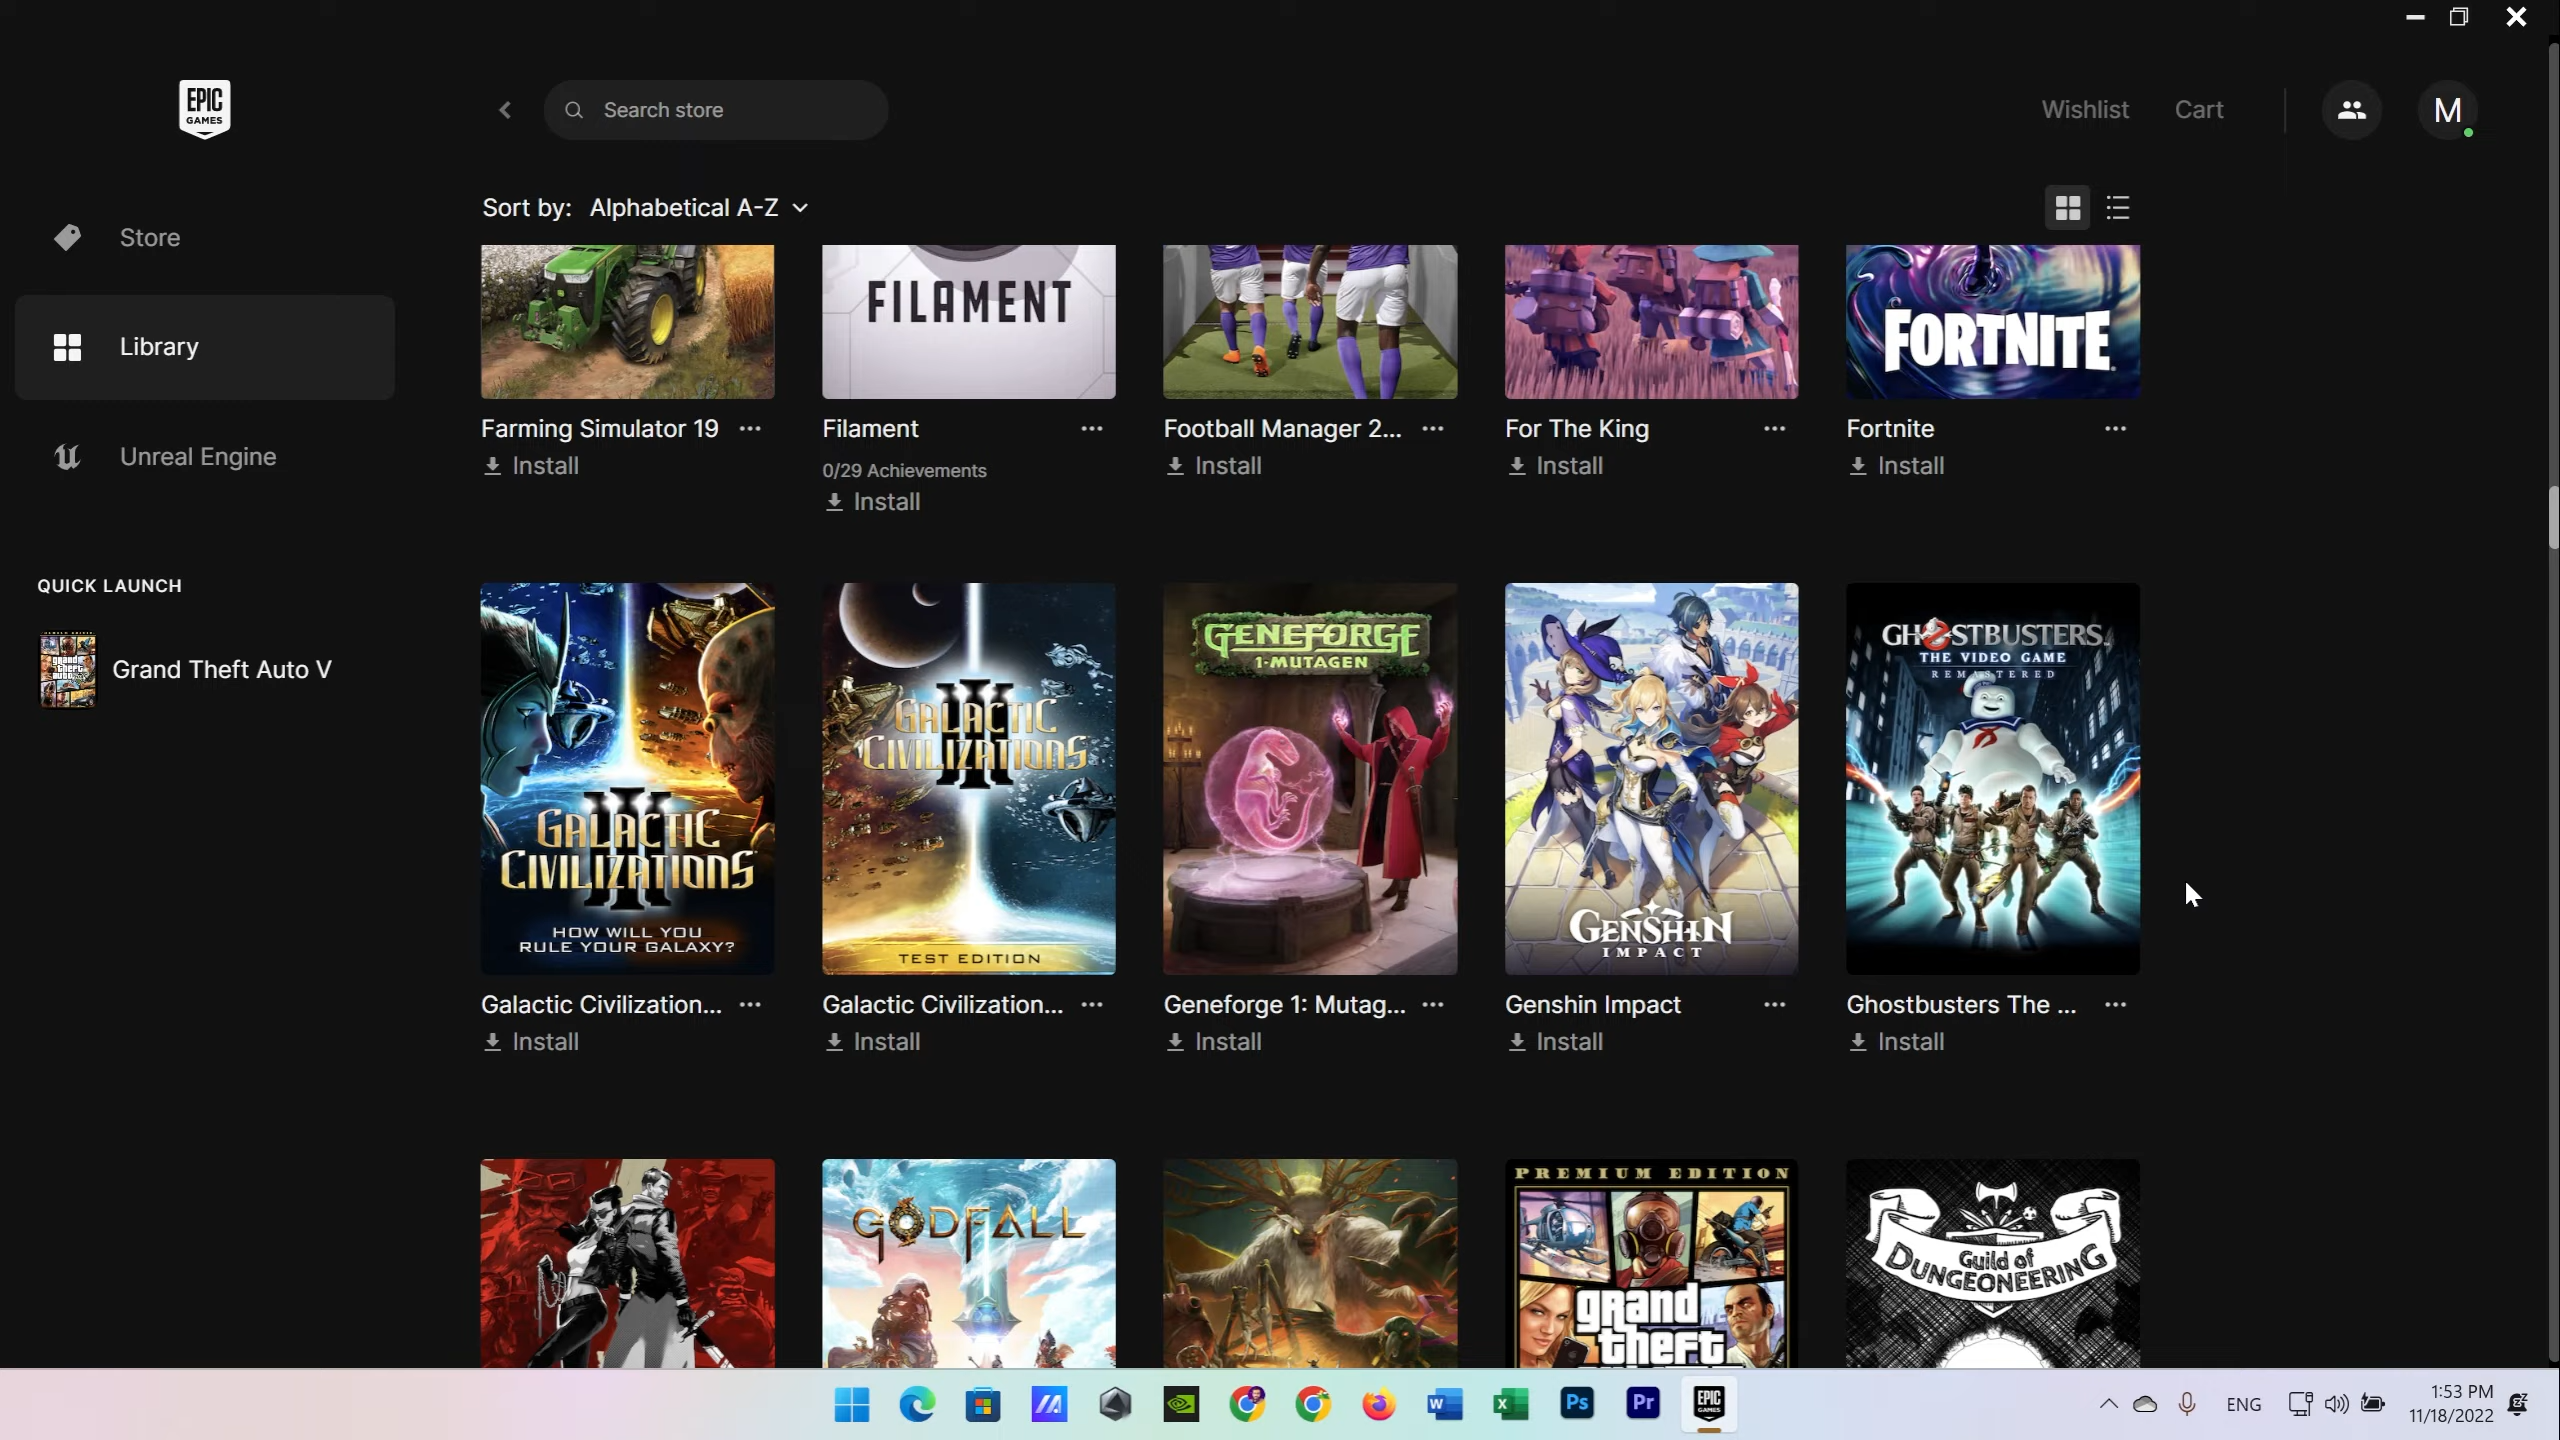 EPIC
GAMES
Search store
Wishlist
Cart
M
Sort by: Alphabetical A-Z
Store
Library
Unreal Engine
QUICK LAUNCH
Grand Theft Auto V
FILAMENT
FORTNITE
Farming Simulator 19 ...
Install
Filament ...
0/29 Achievements
Install
Football Manager 2... ...
Install
For The King ...
Install
Fortnite ...
Install
GALACTIC
CIVILIZATIONS
III
HOW WILL YOU
RULE YOUR GALAXY?
GALACTIC
CIVILIZATIONS
III
TEST EDITION
GENEFORGE
1-MUTAGEN
GENSHIN
IMPACT
GHOSTBUSTERS
THE VIDEO GAME
REMASTERED
Galactic Civilization... ...
Install
Galactic Civilization... ...
Install
Geneforge 1: Mutag... ...
Install
Genshin Impact ...
Install
Ghostbusters The ... ...
Install
GODFALL
PREMIUM EDITION
grand
theft
Guild of
DUNGEONEERING
W
X
Ps
Pr
EPIC
GAMES
ENG
1:53 PM
11/18/2022